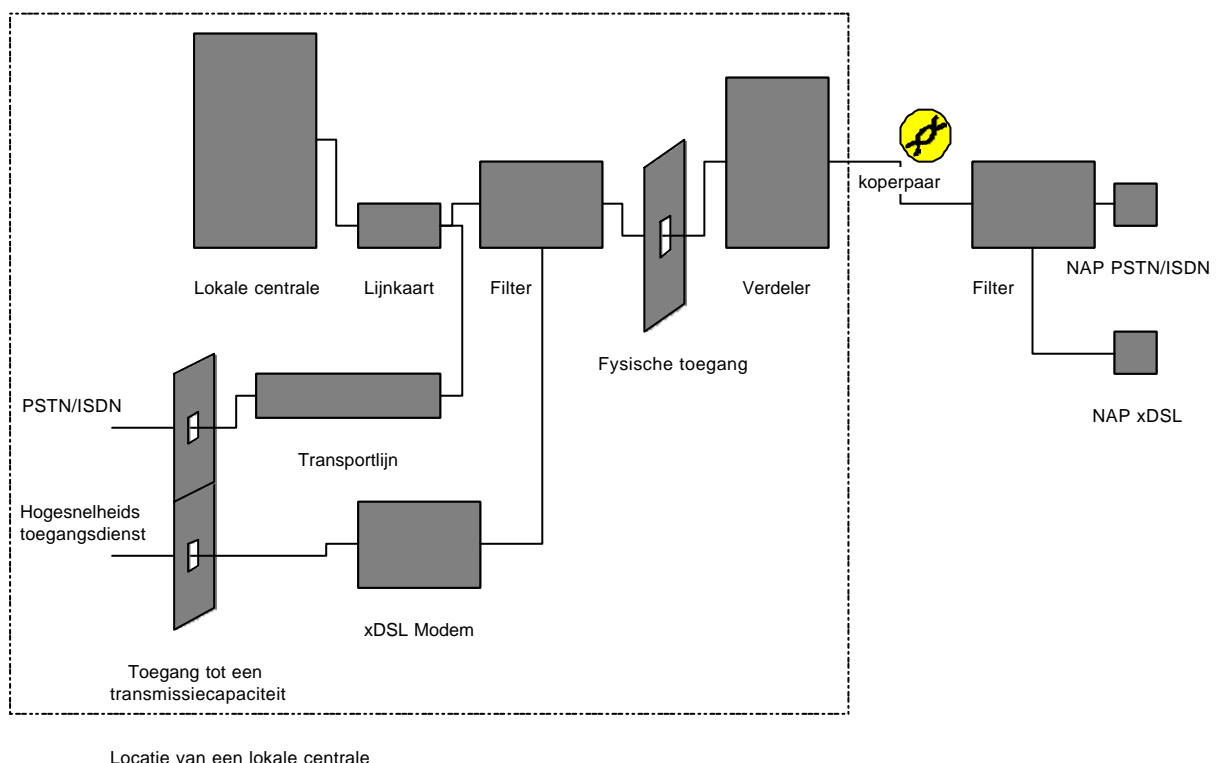 koperpaar
Lokale centrale
Lijnkaart
Filter
Verdeler
Filter
NAP PSTN/ISDN
Fysische toegang
PSTN/ISDN
NAP xDSL
Transportlijn
Hogesnelheids
toegangsdienst
xDSL Modem
Toegang tot een
transmissiecapaciteit
Locatie van een lokale centrale